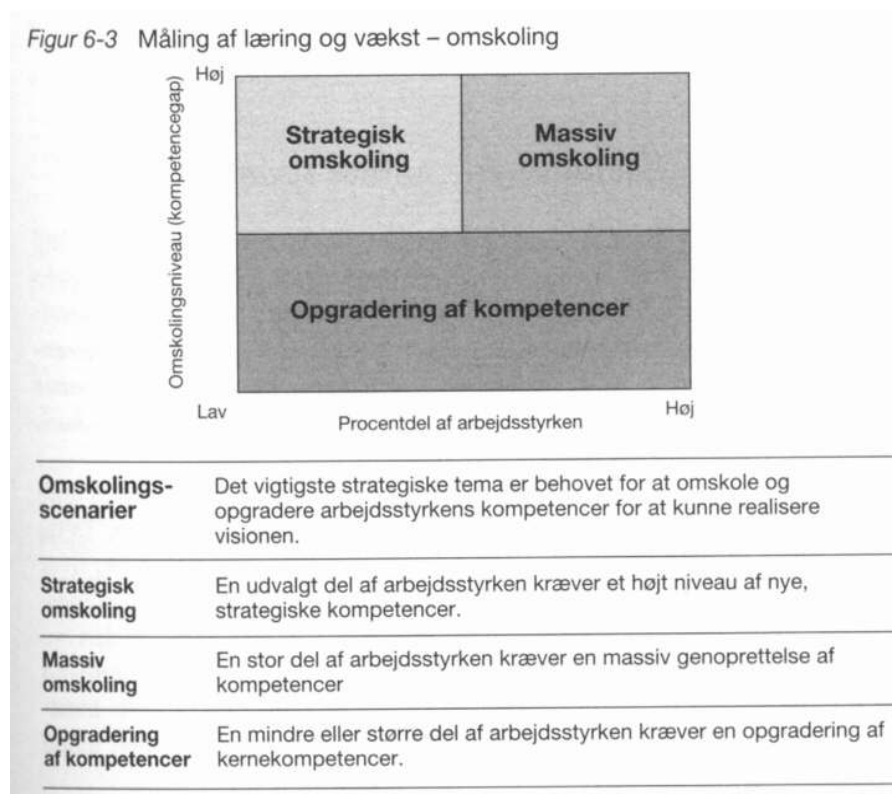 Figur 6-3 Måling af læring og vækst – omskoling
Høj
Omskolingsniveau (kompetencegap)
Strategisk
omskoling
Massiv
omskoling
Opgradering af kompetencer
Lav
Procentdel af arbejdsstyrken
Høj
Omskolings-
scenarier
Det vigtigste strategiske tema er behovet for at omskole og
opgradere arbejdsstyrkens kompetencer for at kunne realisere
visionen.
Strategisk
omskoling
En udvalgt del af arbejdsstyrken kræver et højt niveau af nye,
strategiske kompetencer.
Massiv
omskoling
En stor del af arbejdsstyrken kræver en massiv genoprettelse af
kompetencer
Opgradering
af kompetencer
En mindre eller større del af arbejdsstyrken kræver en opgradering af
kernekompetencer.